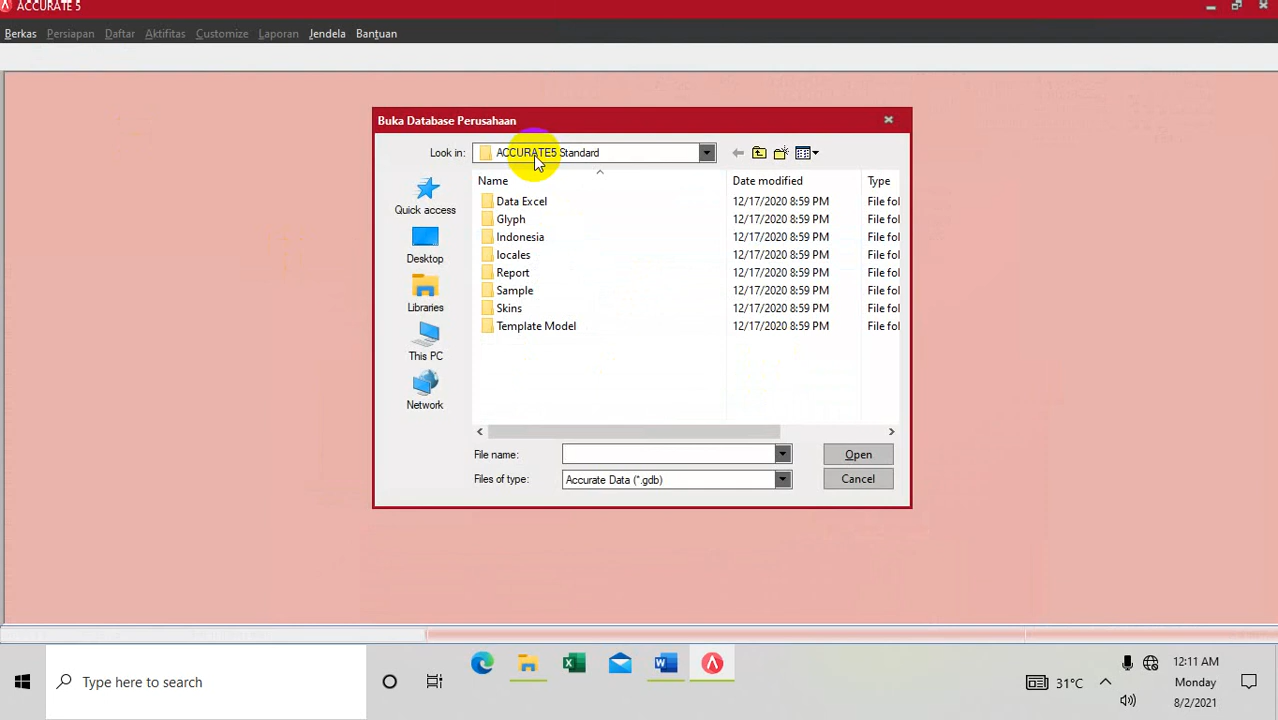 ACCURATE 5
Berkas Persiapan Daftar Aktifitas Customize Laporan Jendela Bantuan
Buka Database Perusahaan
Look in: ACCURATE5 Standard
Name Date modified Type
Quick access
Desktop
Libraries
This PC
Network
Data Excel 12/17/2020 8:59 PM File fol
Glyph 12/17/2020 8:59 PM File fol
Indonesia 12/17/2020 8:59 PM File fol
locales 12/17/2020 8:59 PM File fol
Report 12/17/2020 8:59 PM File fol
Sample 12/17/2020 8:59 PM File fol
Skins 12/17/2020 8:59 PM File fol
Template Model 12/17/2020 8:59 PM File fol
File name: Open
Files of type: Accurate Data (*.gdb) Cancel
Type here to search
31°C
12:11 AM
Monday
8/2/2021